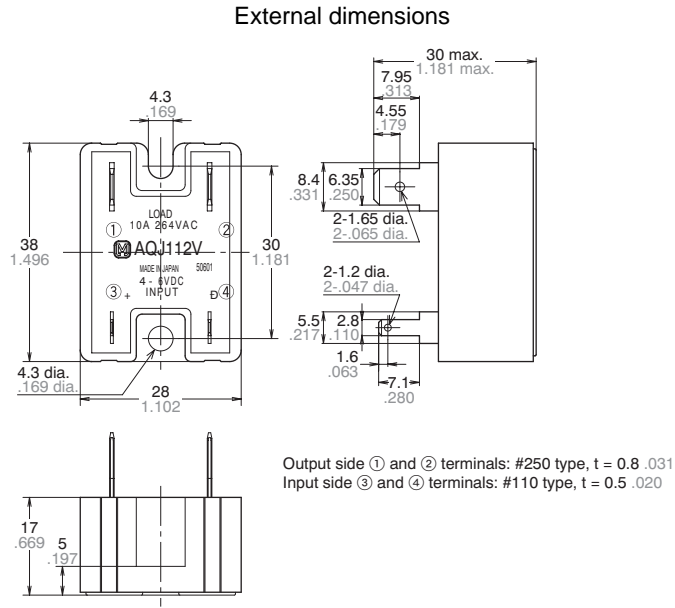 External dimensions
30 max.
1.181 max.
7.95
.313
4.3
.169
4.55
.179
8.4
.331
6.35
.250
LOAD
10A 264VAC
① ②
2-1.65 dia.
2-.065 dia.
38
1.496
M AQJ112V
30
1.181
MADE IN JAPAN 50601
4 - 6VDC
INPUT
③ + Ð ④
2-1.2 dia.
2-.047 dia.
5.5
.217
2.8
.110
1.6
.063
4.3 dia.
.169 dia.
28
1.102
7.1
.280
Output side ① and ② terminals: #250 type, t = 0.8 .031
Input side ③ and ④ terminals: #110 type, t = 0.5 .020
17
.669
5
.197